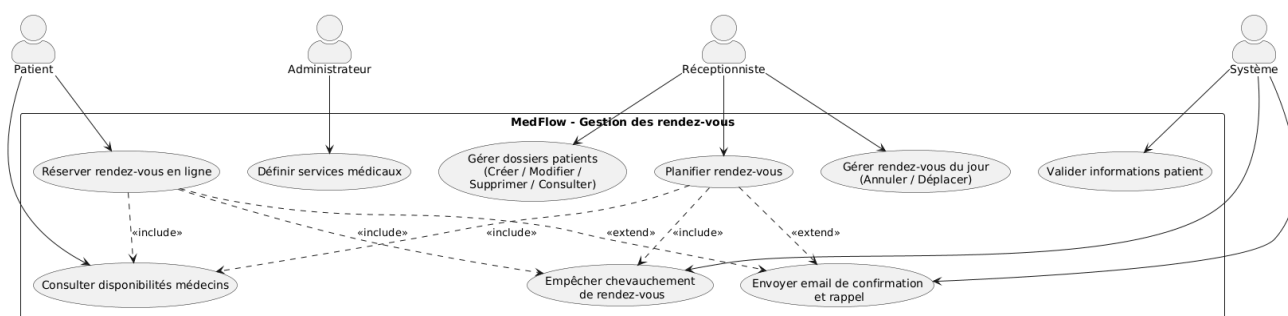 Patient
Administrateur
Réceptionniste
Système
MedFlow - Gestion des rendez-vous
Réserver rendez-vous en ligne
Définir services médicaux
Gérer dossiers patients
(Créer / Modifier /
Supprimer / Consulter)
Planifier rendez-vous
Gérer rendez-vous du jour
(Annuler / Déplacer)
Valider informations patient
«include»
«include»
«include»
«extend»
«include»
«extend»
Consulter disponibilités médecins
Empêcher chevauchement
de rendez-vous
Envoyer email de confirmation
et rappel